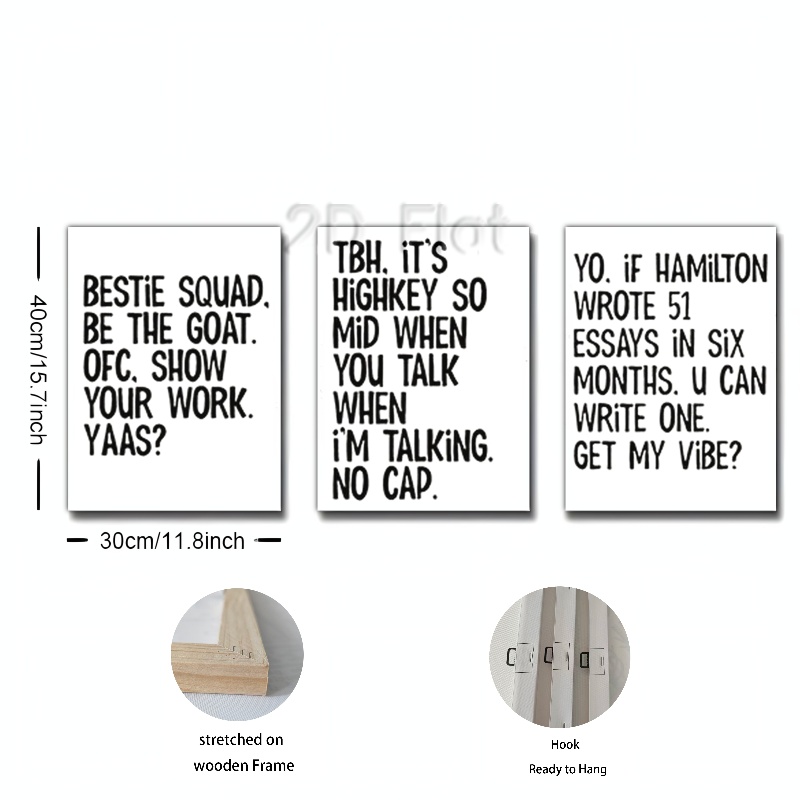 2D Flat
BESTiE SQUAD.
BE THE GOAT.
OFC. SHOW
YOUR WORK.
YAAS?
TBH. iT'S
HiGHKEY SO
MiD WHEN
YOU TALK
WHEN
i'M TALKiNG.
NO CAP.
YO. iF HAMiLTON
WROTE 51
ESSAYS iN SiX
MONTHS. U CAN
WRiTE ONE.
GET MY ViBE?
40cm/15.7inch
30cm/11.8inch
stretched on
wooden Frame
Hook
Ready to Hang